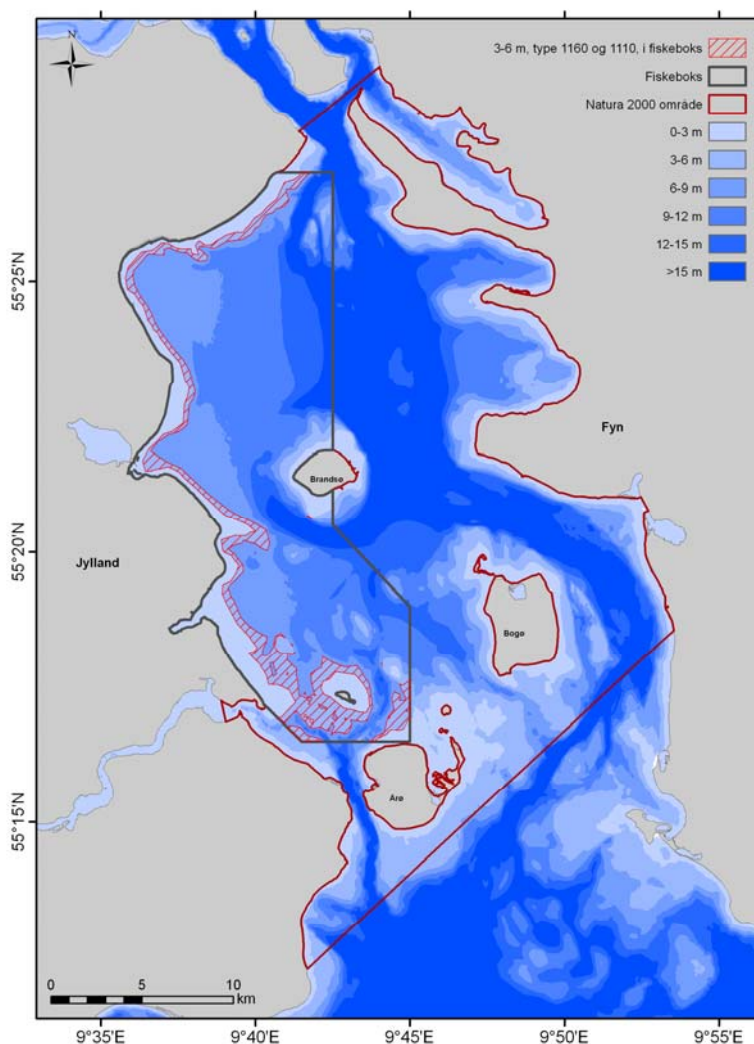 N
3-6 m, type 1160 og 1110, i fiskeboks
Fiskeboks
Natura 2000 område
0-3 m
3-6 m
6-9 m
9-12 m
12-15 m
>15 m
55°25'N
55°20'N
55°15'N
Fyn
Brandsø
Jylland
Bogø
Arø
0 5 10
km
9°35'E 9°40'E 9°45'E 9°50'E 9°55'E